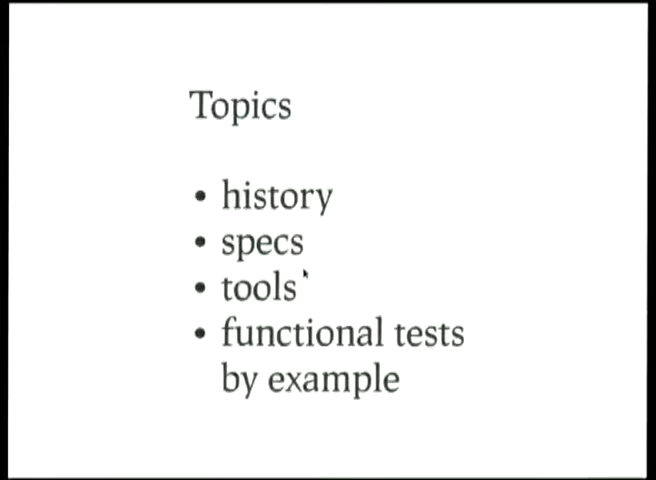 Topics
• history
• specs
• tools
• functional tests
by example